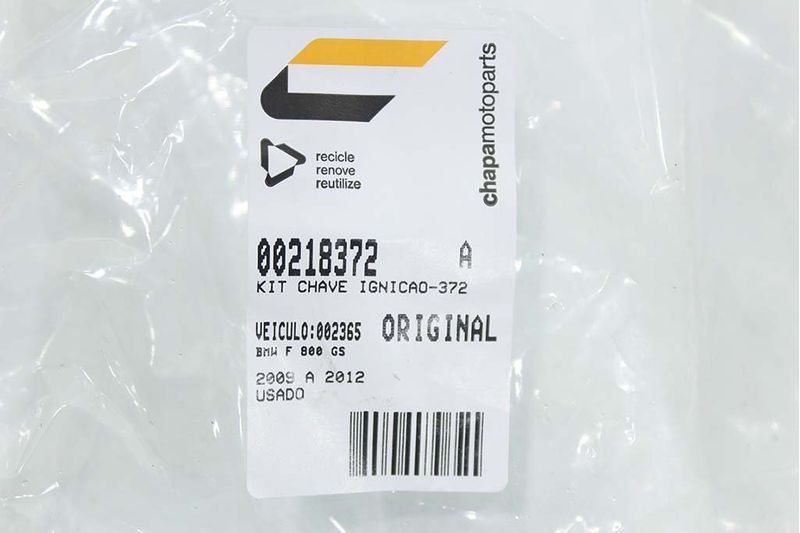 chapamotoparts
recicle
renove
reutilize
00218372 A
KIT CHAVE IGNICAO-372
VEICULO:002365 ORIGINAL
BMW F 800 GS
2009 A 2012
USADO